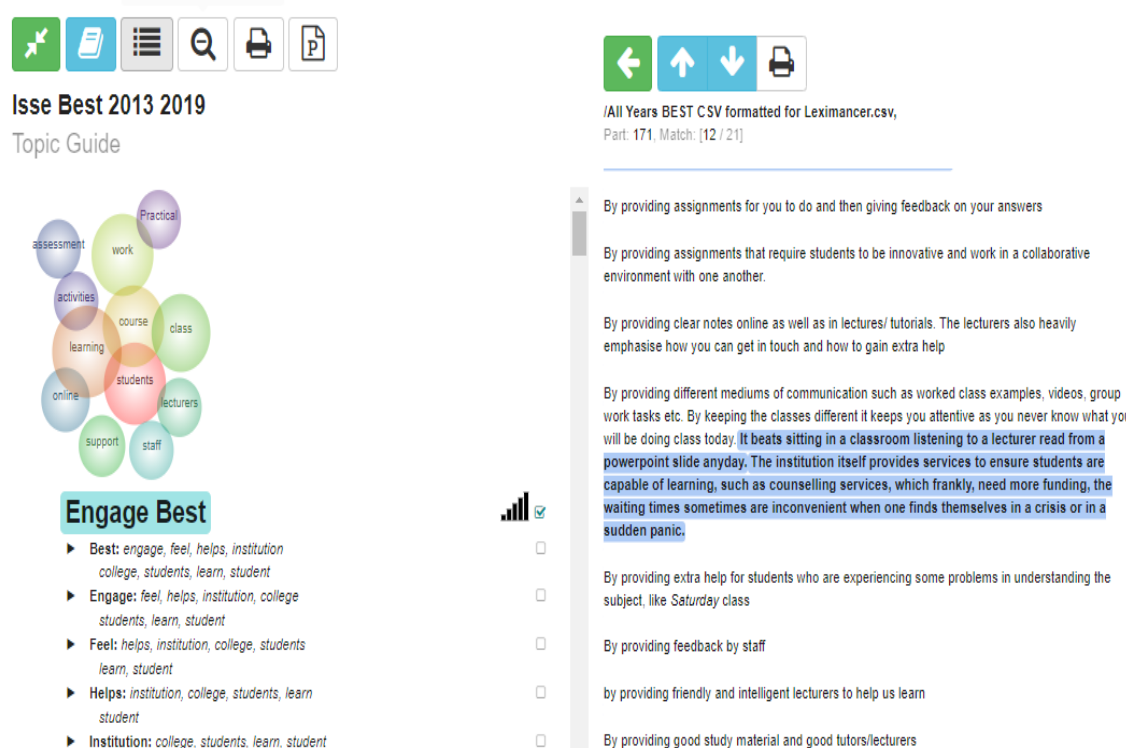 Isse Best 2013 2019
Topic Guide
Practical
assessment
work
activities
course
class
learning
students
online
lecturers
support
staff
Engage Best
Best: engage, feel, helps, institution
college, students, learn, student
Engage: feel, helps, institution, college
students, learn, student
Feel: helps, institution, college, students
learn, student
Helps: institution, college, students, learn
student
Institution: college, students, learn, student
/All Years BEST CSV formatted for Leximancer.csv,
Part: 171, Match: [12 / 21]
By providing assignments for you to do and then giving feedback on your answers
By providing assignments that require students to be innovative and work in a collaborative
environment with one another.
By providing clear notes online as well as in lectures/ tutorials. The lecturers also heavily
emphasise how you can get in touch and how to gain extra help
By providing different mediums of communication such as worked class examples, videos, group
work tasks etc. By keeping the classes different it keeps you attentive as you never know what you
will be doing class today. It beats sitting in a classroom listening to a lecturer read from a
powerpoint slide anyday. The institution itself provides services to ensure students are
capable of learning, such as counselling services, which frankly, need more funding, the
waiting times sometimes are inconvenient when one finds themselves in a crisis or in a
sudden panic.
By providing extra help for students who are experiencing some problems in understanding the
subject, like Saturday class
By providing feedback by staff
by providing friendly and intelligent lecturers to help us learn
By providing good study material and good tutors/lecturers